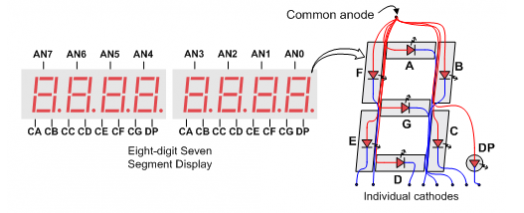 Common anode
AN7 AN6 AN5 AN4 AN3 AN2 AN1 AN0
A
F B
G
E C
DP
D
CA CB CC CD CE CF CG DP CA CB CC CD CE CF CG DP
Eight-digit Seven
Segment Display
Individual cathodes